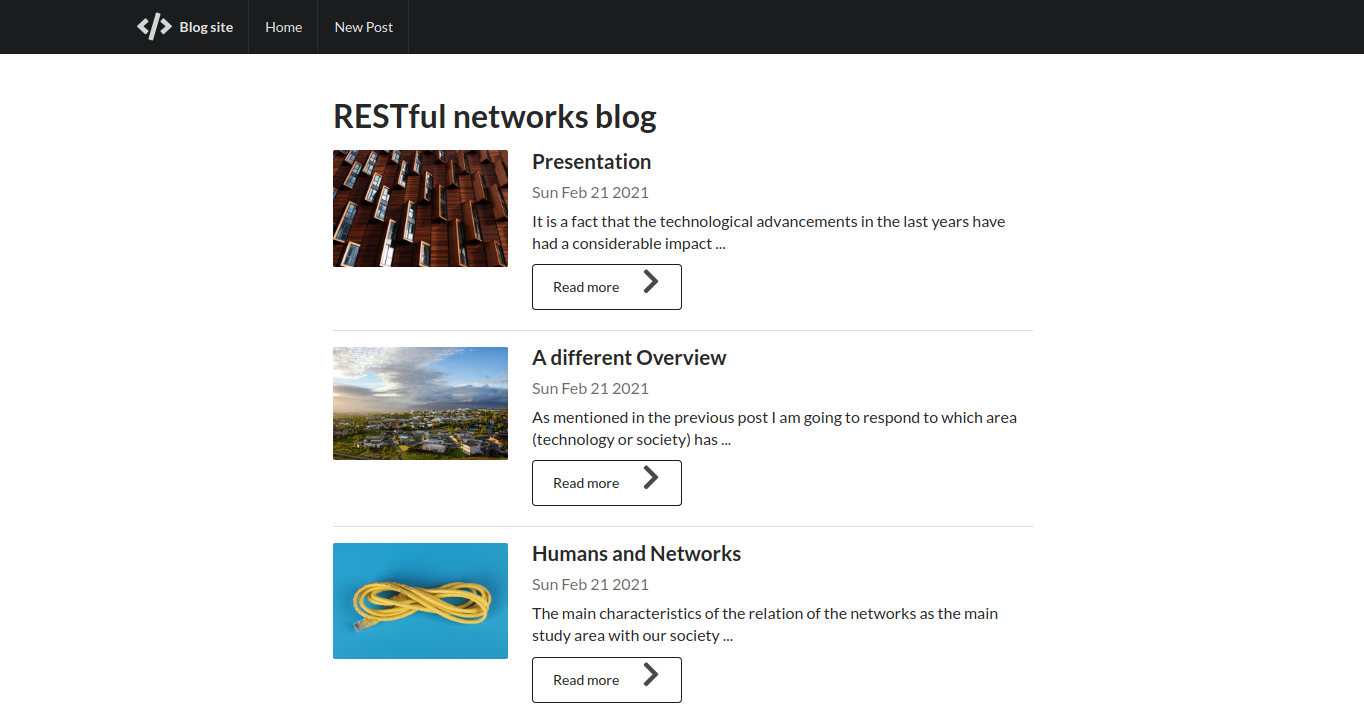 Blog site
Home
New Post
RESTful networks blog
Presentation
Sun Feb 21 2021
It is a fact that the technological advancements in the last years have
had a considerable impact ...
Read more
A different Overview
Sun Feb 21 2021
As mentioned in the previous post I am going to respond to which area
(technology or society) has ...
Read more
Humans and Networks
Sun Feb 21 2021
The main characteristics of the relation of the networks as the main
study area with our society ...
Read more